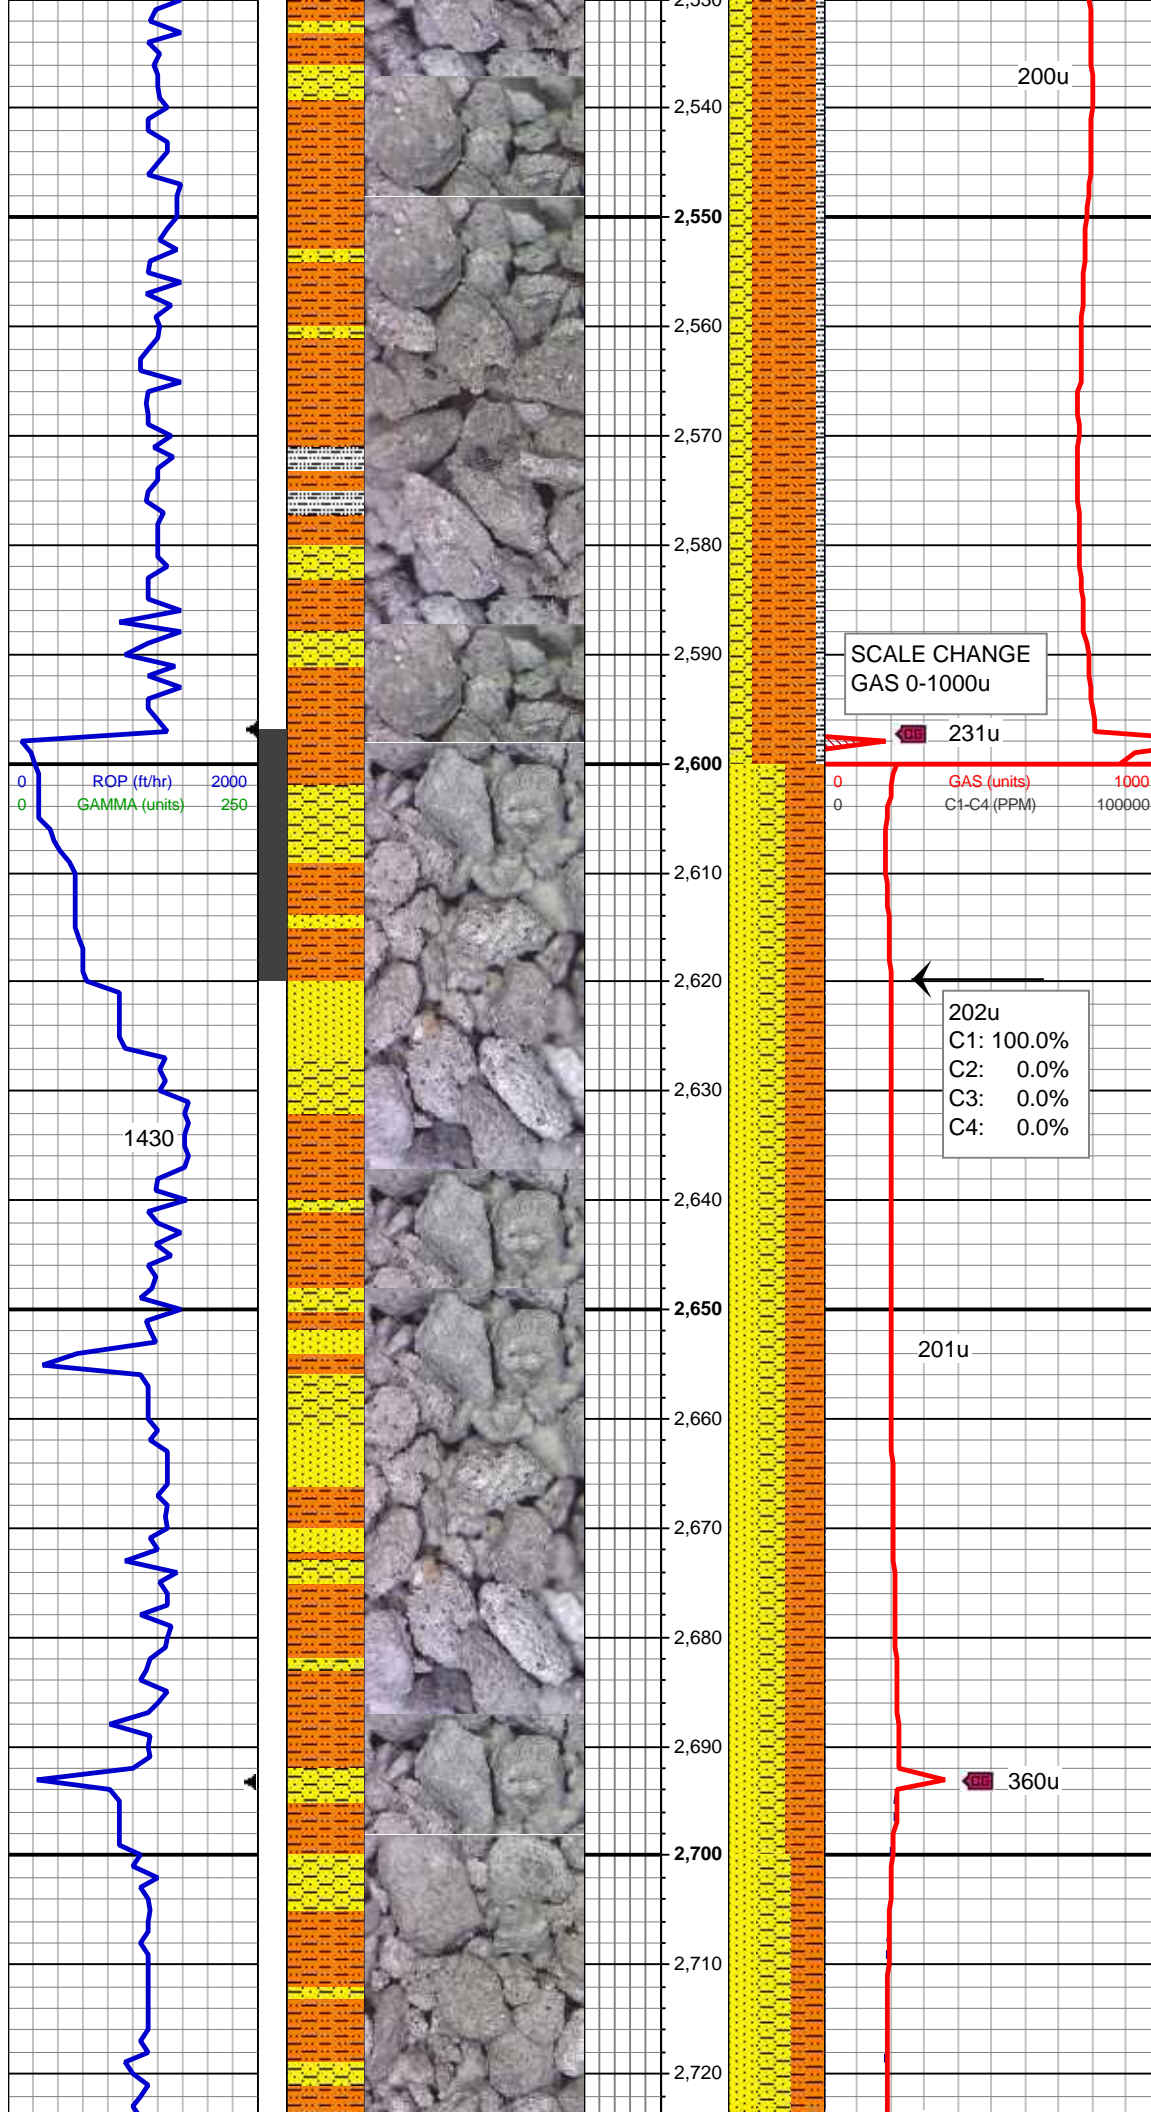 2,530
200u
2,540
2,550
2,560
2,570
2,580
2,590
SCALE CHANGE
GAS 0-1000u
CG 231u
2,600
0 ROP (ft/hr) 2000
0 GAMMA (units) 250
0 GAS (units) 1000
0 C1-C4 (PPM) 100000
2,610
2,620
202u
C1: 100.0%
C2: 0.0%
C3: 0.0%
C4: 0.0%
2,630
1430
2,640
2,650
201u
2,660
2,670
2,680
2,690
CG 360u
2,700
2,710
2,720